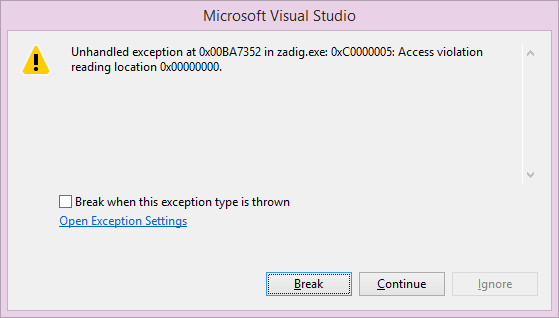 Microsoft Visual Studio
Unhandled exception at 0x00BA7352 in zadig.exe: 0xC0000005: Access violation
reading location 0x00000000.
Break when this exception type is thrown
Open Exception Settings
Break
Continue
Ignore